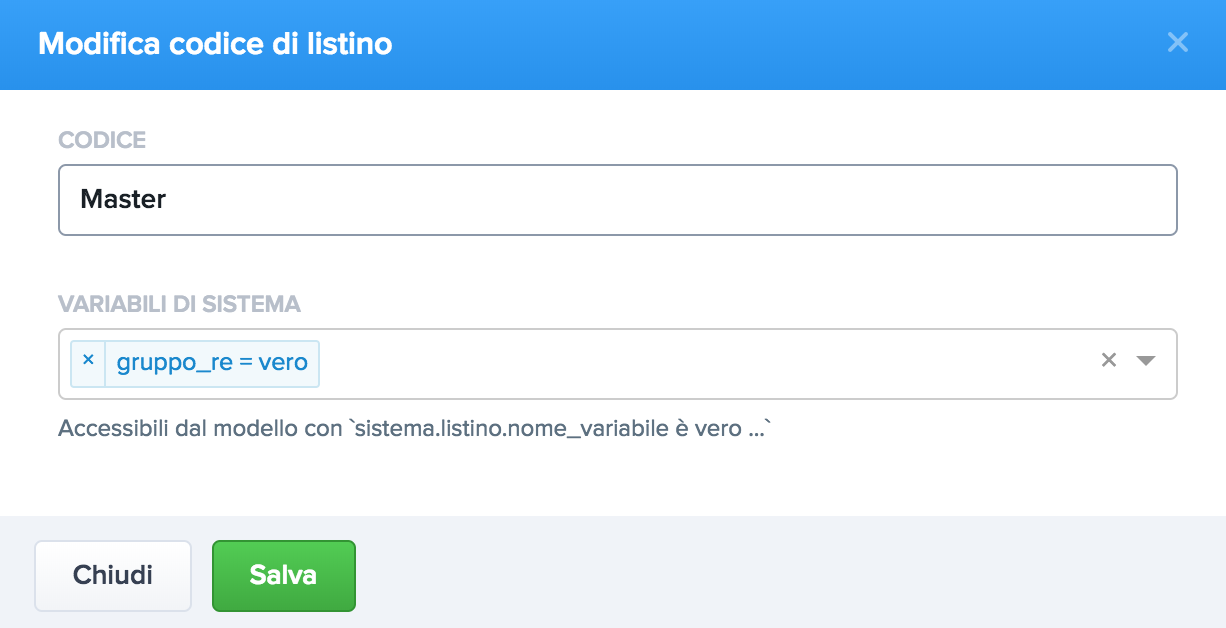 Modifica codice di listino
CODICE
Master
VARIABILI DI SISTEMA
gruppo_re = vero
Accessibili dal modello con `sistema.listino.nome_variabile è vero ...`
Chiudi
Salva